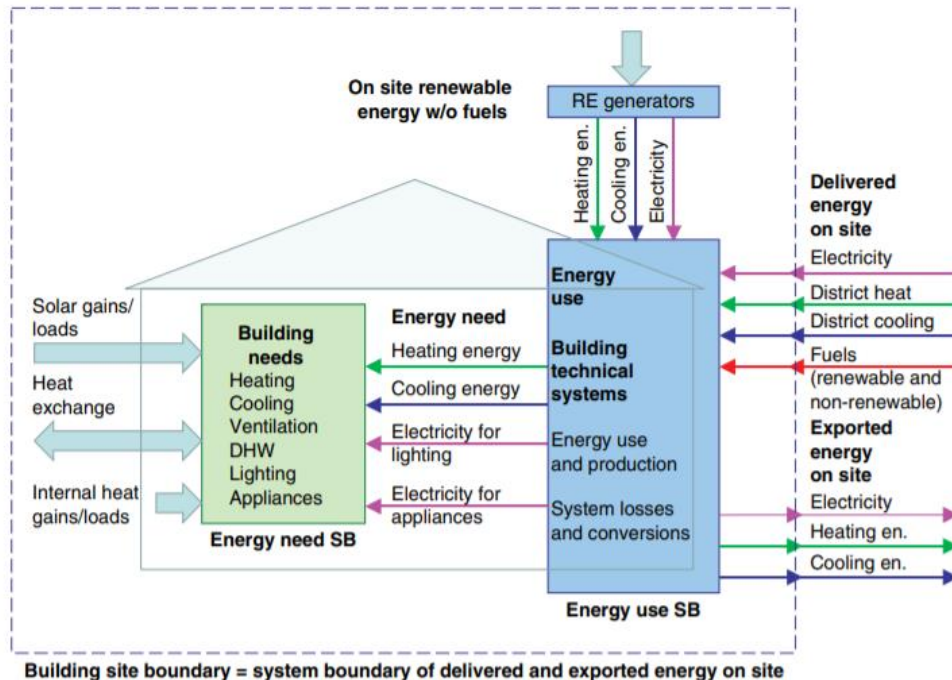 On site renewable
energy w/o fuels
RE generators
Heating en.
Cooling en.
Electricity
Delivered
energy
on site
Electricity
District heat
District cooling
Fuels
(renewable and
non-renewable)
Exported
energy
on site
Electricity
Heating en.
Cooling en.
Solar gains/
loads
Heat
exchange
Internal heat
gains/loads
Building
needs
Heating
Cooling
Ventilation
DHW
Lighting
Appliances
Energy need SB
Energy need
Heating energy
Cooling energy
Electricity for
lighting
Electricity for
appliances
Energy
use
Building
technical
systems
Energy use
and production
System losses
and conversions
Energy use SB
Building site boundary = system boundary of delivered and exported energy on site